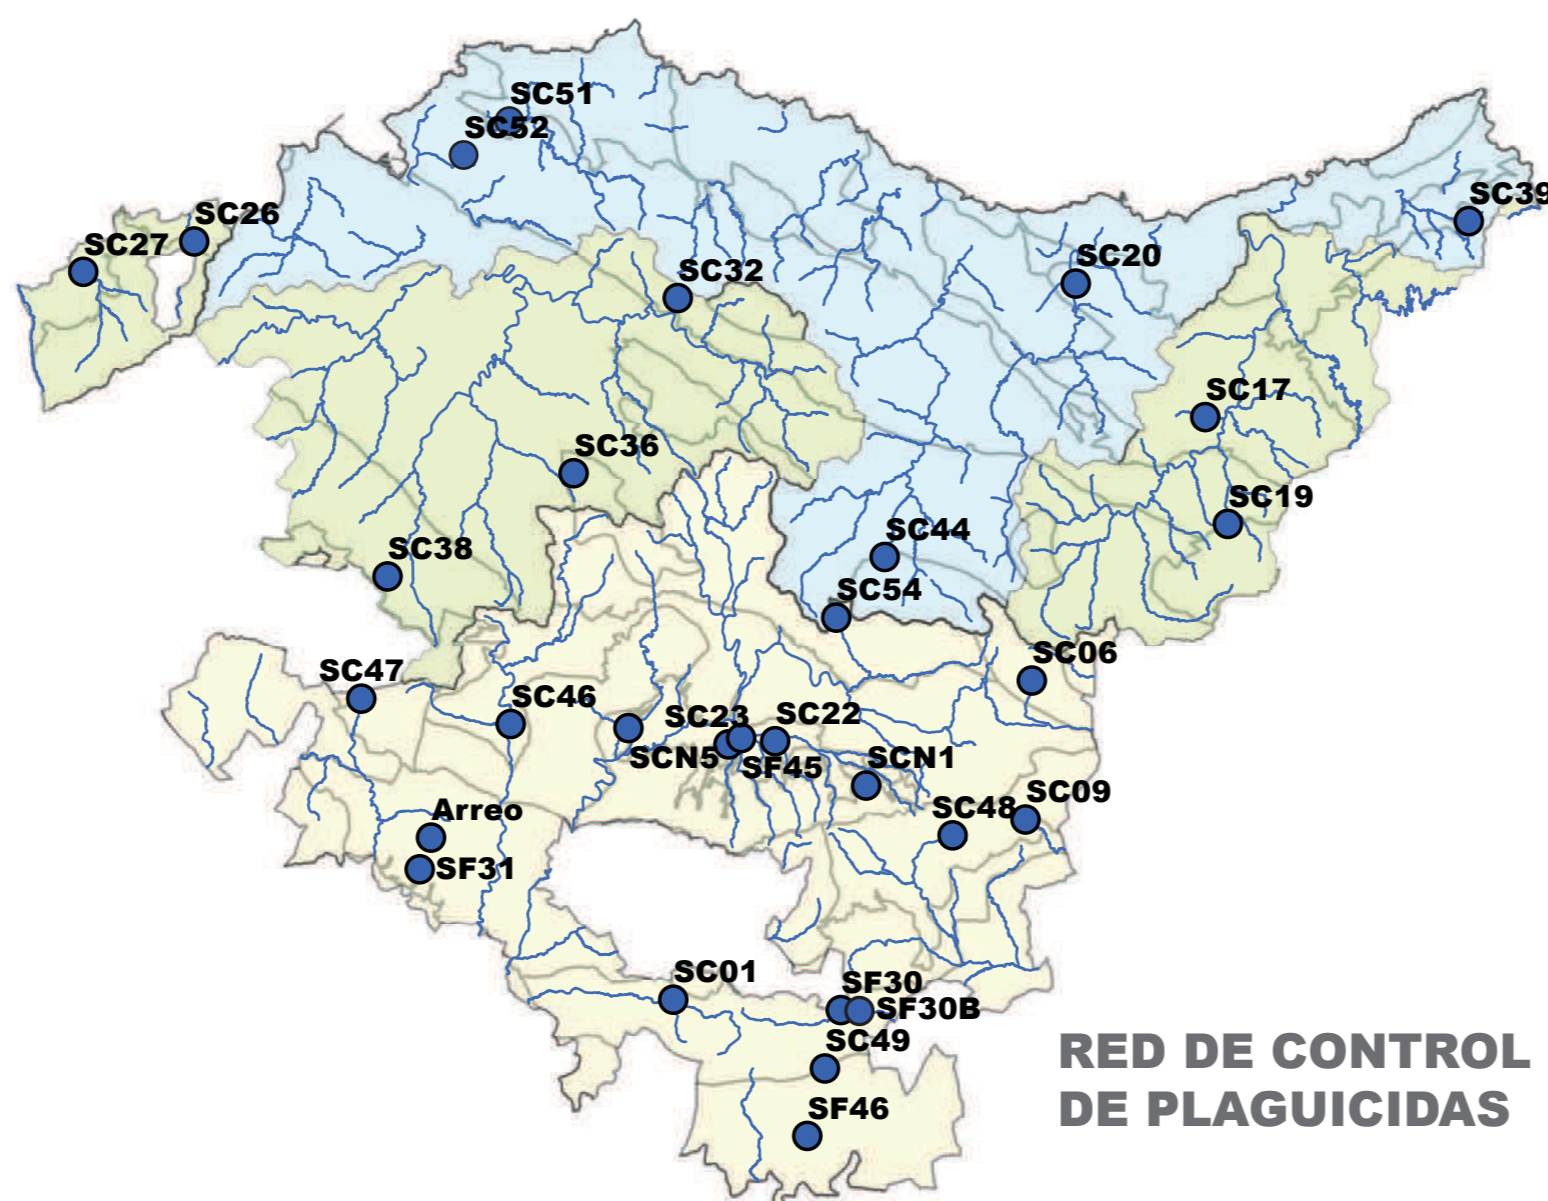 SC51
SC52
SC39
SC26
SC27
SC20
SC32
SC17
SC36
SC19
SC44
SC38
SC54
SC06
SC47
SC46
SC23
SC22
SCN5
SF45
SCN1
SC09
SC48
Arreo
SF31
SC01
SF30
SF30B
SC49
RED DE CONTROL
DE PLAGUICIDAS
SF46